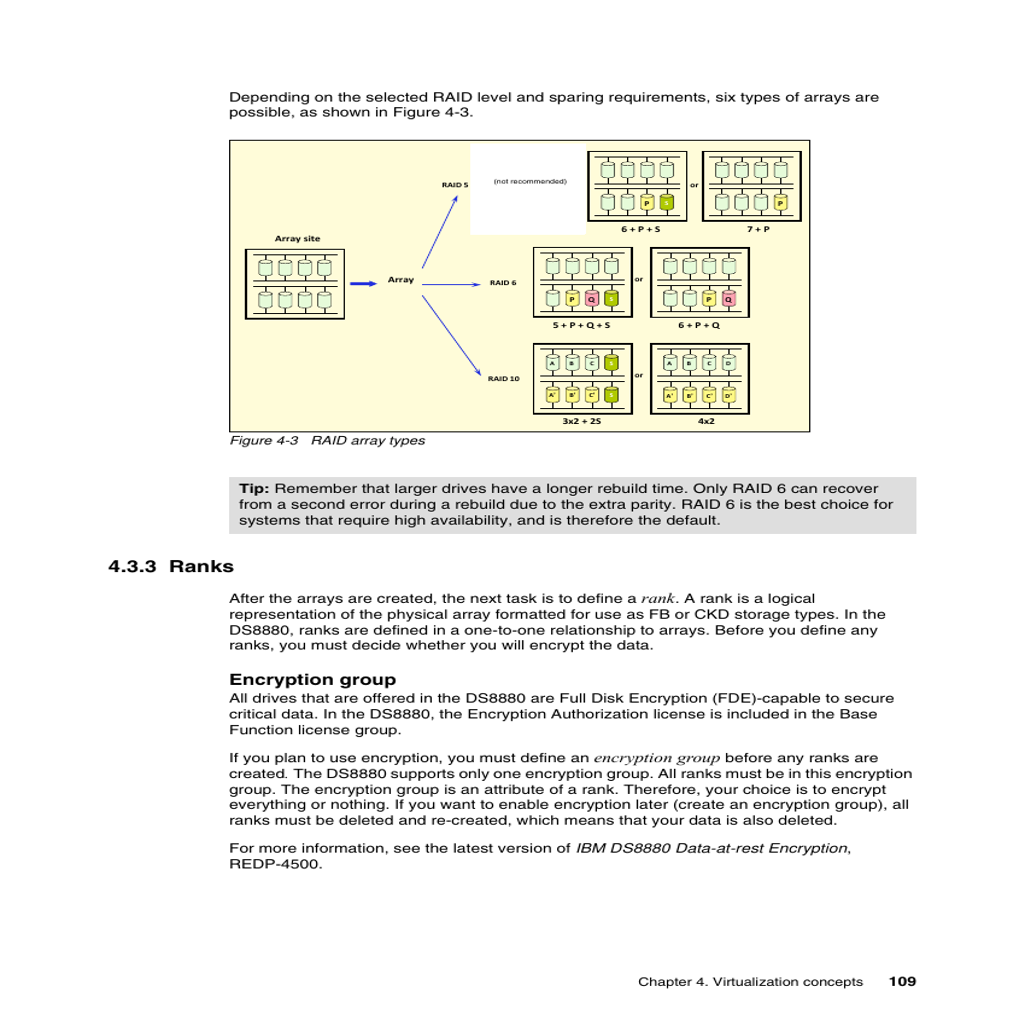 Depending on the selected RAID level and sparing requirements, six types of arrays are
possible, as shown in Figure 4-3.
RAID 5
(not recommended)
P
S
or
P
6 + P + S
7 + P
Array site
Array
RAID 6
P
Q
S
or
P
Q
5 + P + Q + S
6 + P + Q
RAID 10
A
B
C
S
A'
B'
C'
S
or
A
B
C
D
A'
B'
C'
D'
3x2 + 2S
4x2
Figure 4-3 RAID array types
Tip: Remember that larger drives have a longer rebuild time. Only RAID 6 can recover
from a second error during a rebuild due to the extra parity. RAID 6 is the best choice for
systems that require high availability, and is therefore the default.
4.3.3 Ranks
After the arrays are created, the next task is to define a rank. A rank is a logical
representation of the physical array formatted for use as FB or CKD storage types. In the
DS8880, ranks are defined in a one-to-one relationship to arrays. Before you define any
ranks, you must decide whether you will encrypt the data.
Encryption group
All drives that are offered in the DS8880 are Full Disk Encryption (FDE)-capable to secure
critical data. In the DS8880, the Encryption Authorization license is included in the Base
Function license group.
If you plan to use encryption, you must define an encryption group before any ranks are
created. The DS8880 supports only one encryption group. All ranks must be in this encryption
group. The encryption group is an attribute of a rank. Therefore, your choice is to encrypt
everything or nothing. If you want to enable encryption later (create an encryption group), all
ranks must be deleted and re-created, which means that your data is also deleted.
For more information, see the latest version of IBM DS8880 Data-at-rest Encryption,
REDP-4500.
Chapter 4. Virtualization concepts 109